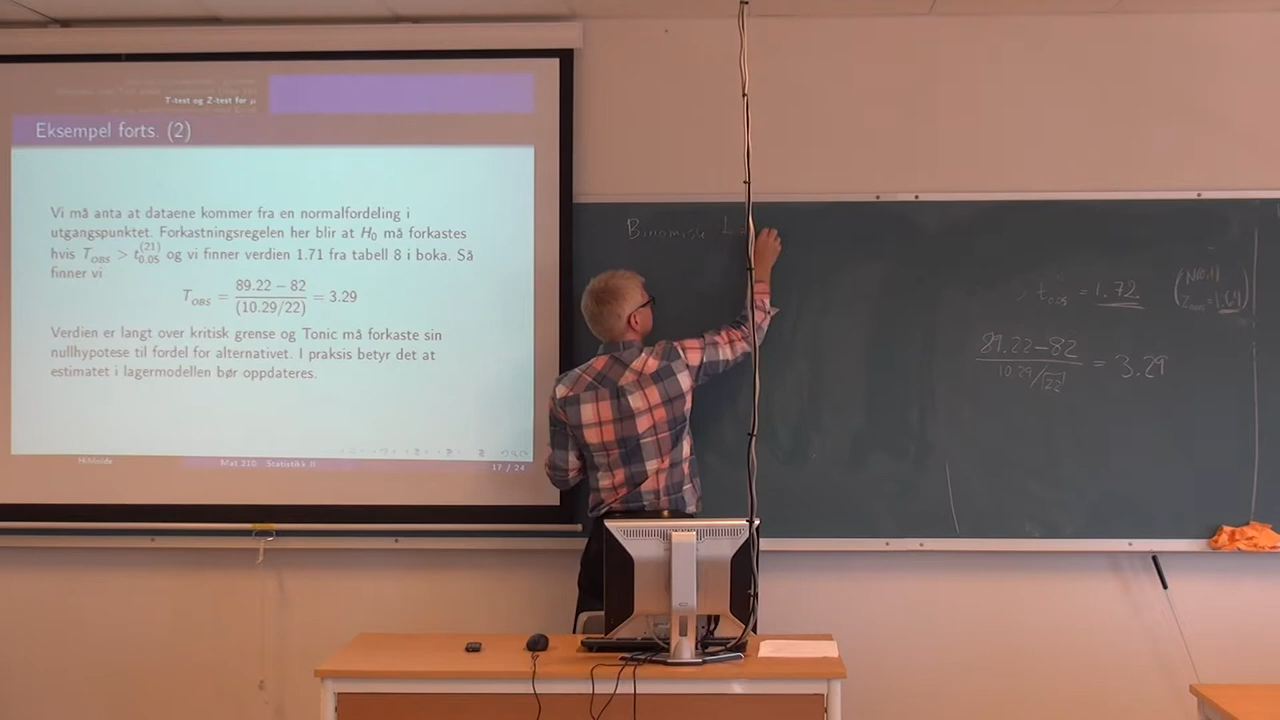 T-test og Z-test for μ
Eksempel forts. (2)
Vi må anta at dataene kommer fra en normalfordeling i
utgangspunktet. Forkastningsregelen her blir at H₀ må forkastes
hvis T_OBS > t_{0.05}^{(21)} og vi finner verdien 1.71 fra tabell 8 i boka. Så
finner vi
T_OBS = 89.22 − 82 / (10.29/22) = 3.29
Verdien er langt over kritisk grense og Tonic må forkaste sin
nullhypotese til fordel for alternativet. I praksis betyr det at
estimatet i lagermodellen bør oppdateres.
HiMolde
Mat 210 Statistikk II
17 / 24
Binomisk
= 1.72
(N(0,1)
= 1.64)
89.22−82 / 10.29/√22 = 3.29